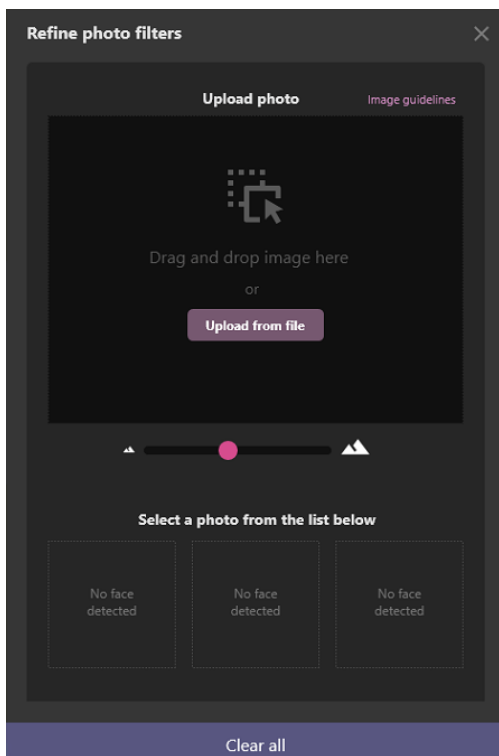 Refine photo filters
Upload photo
Image guidelines
Drag and drop image here
or
Upload from file
Select a photo from the list below
No face
detected
No face
detected
No face
detected
Clear all